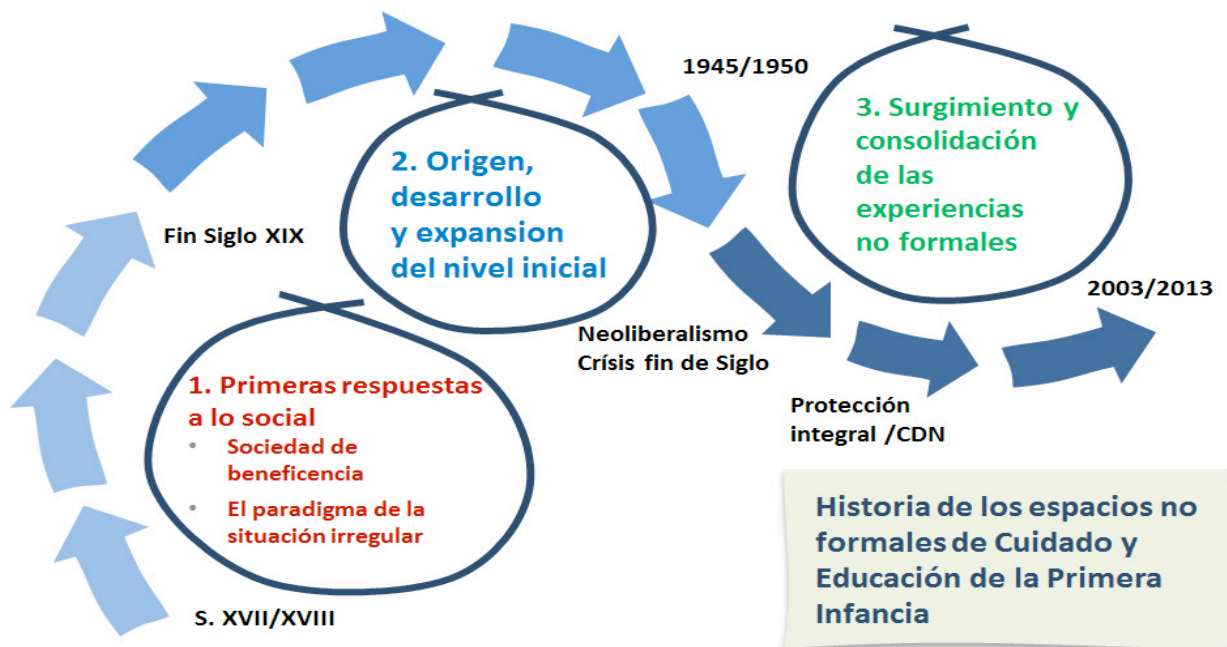 1945/1950
3. Surgimiento y
consolidación
de las
experiencias
no formales
2. Origen,
desarrollo
y expansion
del nivel inicial
Fin Siglo XIX
2003/2013
Neoliberalismo
Crísis fin de Siglo
1. Primeras respuestas
a lo social
• Sociedad de
beneficencia
• El paradigma de la
situación irregular
Protección
integral /CDN
S. XVII/XVIII
Historia de los espacios no
formales de Cuidado y
Educación de la Primera
Infancia